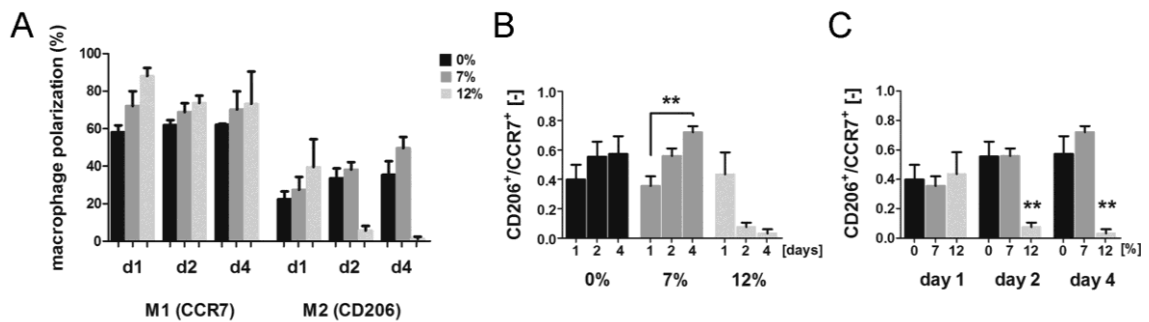 A
macrophage polarization (%)
100
80
60
40
20
0
d1 d2 d4 d1 d2 d4
M1 (CCR7) M2 (CD206)
0%
7%
12%
B
CD206+/CCR7+ [-]
1.0
0.8
0.6
0.4
0.2
0.0
**
1 2 4 1 2 4 1 2 4 [days]
0% 7% 12%
C
CD206+/CCR7+ [-]
1.0
0.8
0.6
0.4
0.2
0.0
** **
0 7 12 0 7 12 0 7 12 [%]
day 1 day 2 day 4